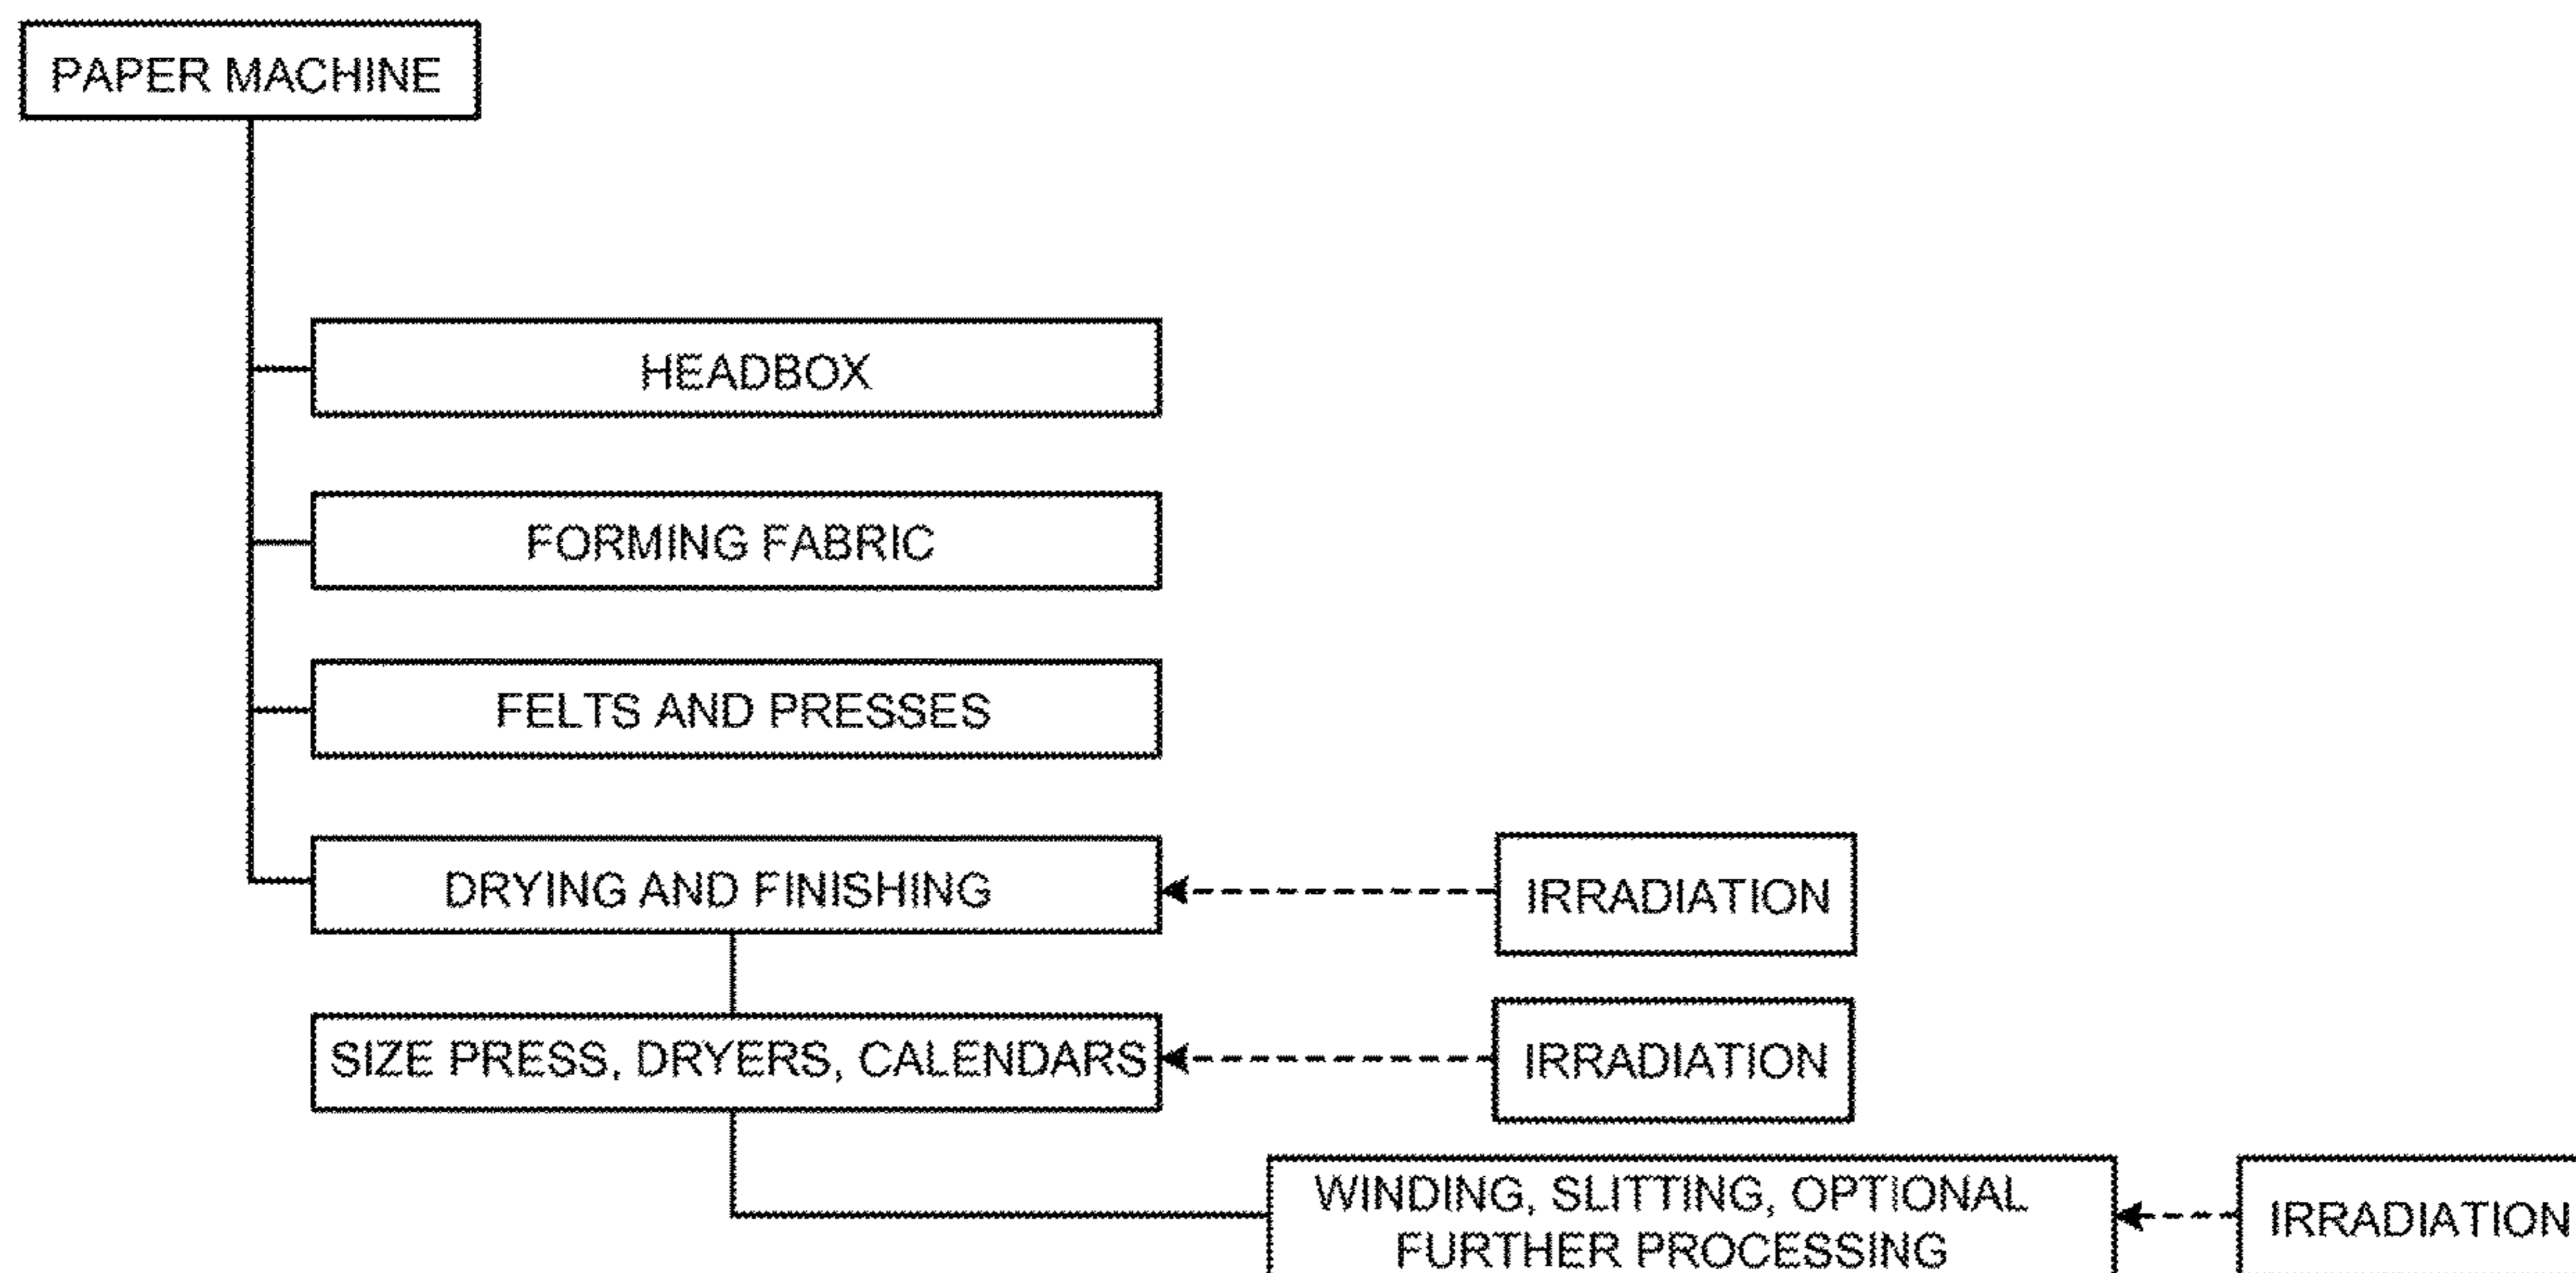 PAPER MACHINE
HEADBOX
FORMING FABRIC
FELTS AND PRESSES
DRYING AND FINISHING
IRRADIATION
SIZE PRESS, DRYERS, CALENDARS
IRRADIATION
WINDING, SLITTING, OPTIONAL
FURTHER PROCESSING
IRRADIATION